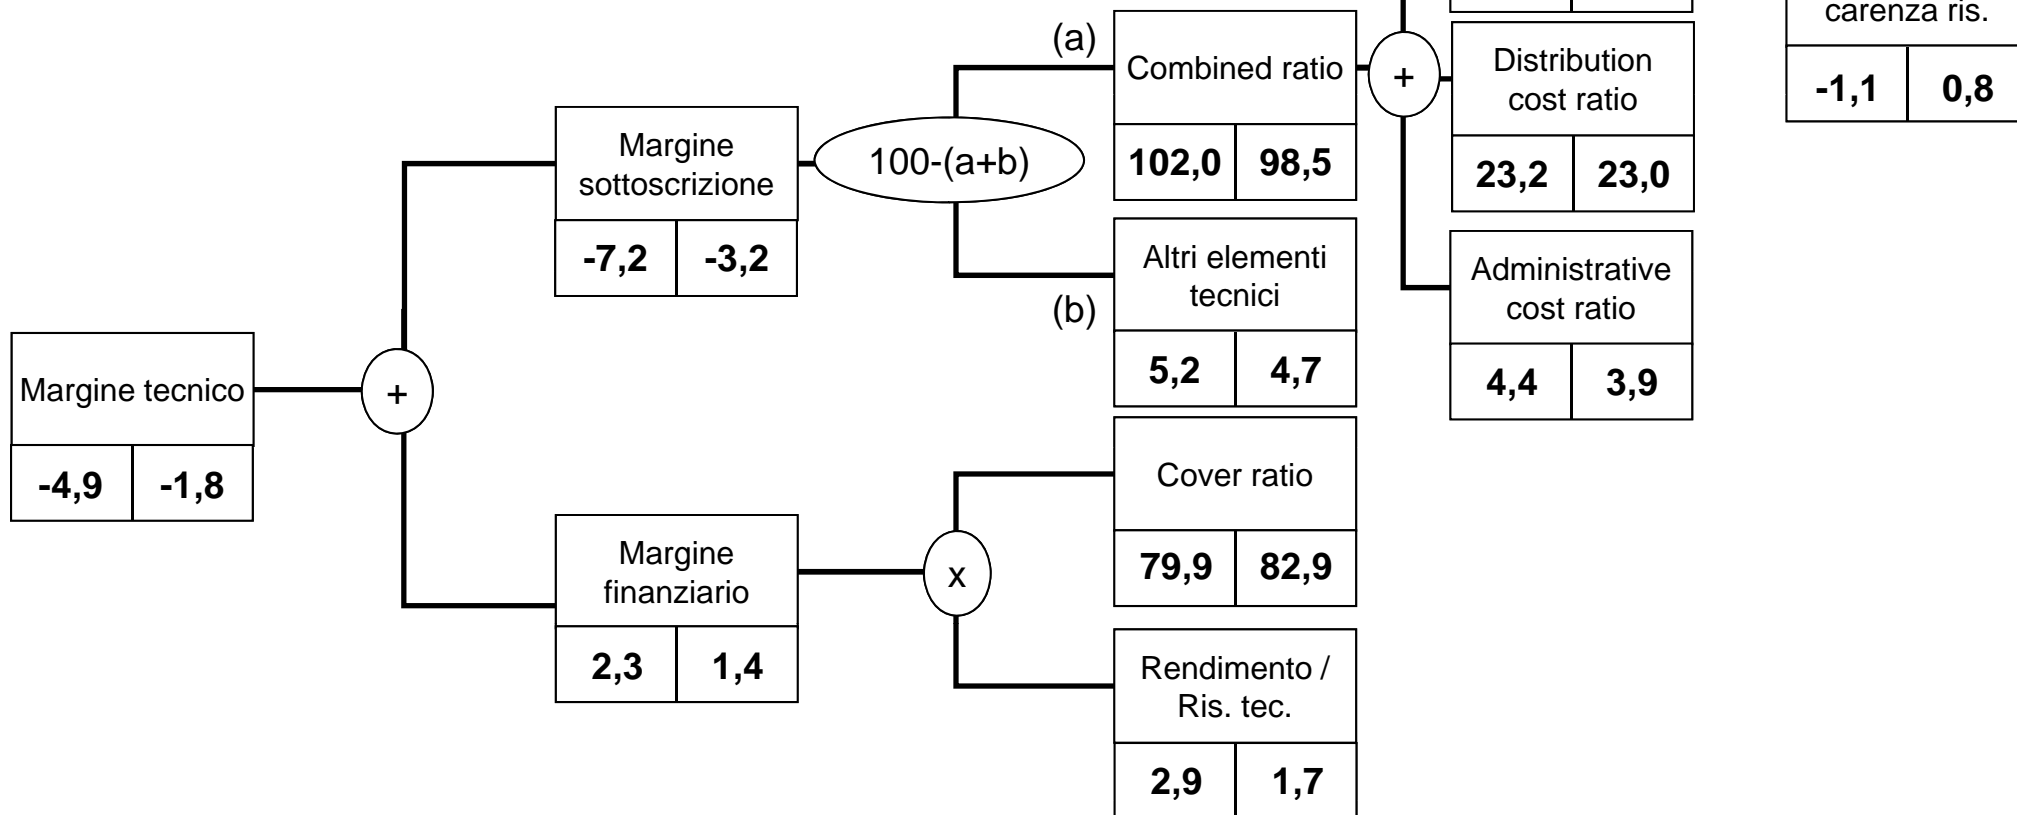 carenza ris.
-1,1 0,8
(a)
Combined ratio
102,0 98,5
+
Distribution
cost ratio
23,2 23,0
Margine
sottoscrizione
-7,2 -3,2
100-(a+b)
Altri elementi
tecnici
(b)
5,2 4,7
Administrative
cost ratio
4,4 3,9
Margine tecnico
-4,9 -1,8
+
Cover ratio
79,9 82,9
Margine
finanziario
2,3 1,4
x
Rendimento /
Ris. tec.
2,9 1,7